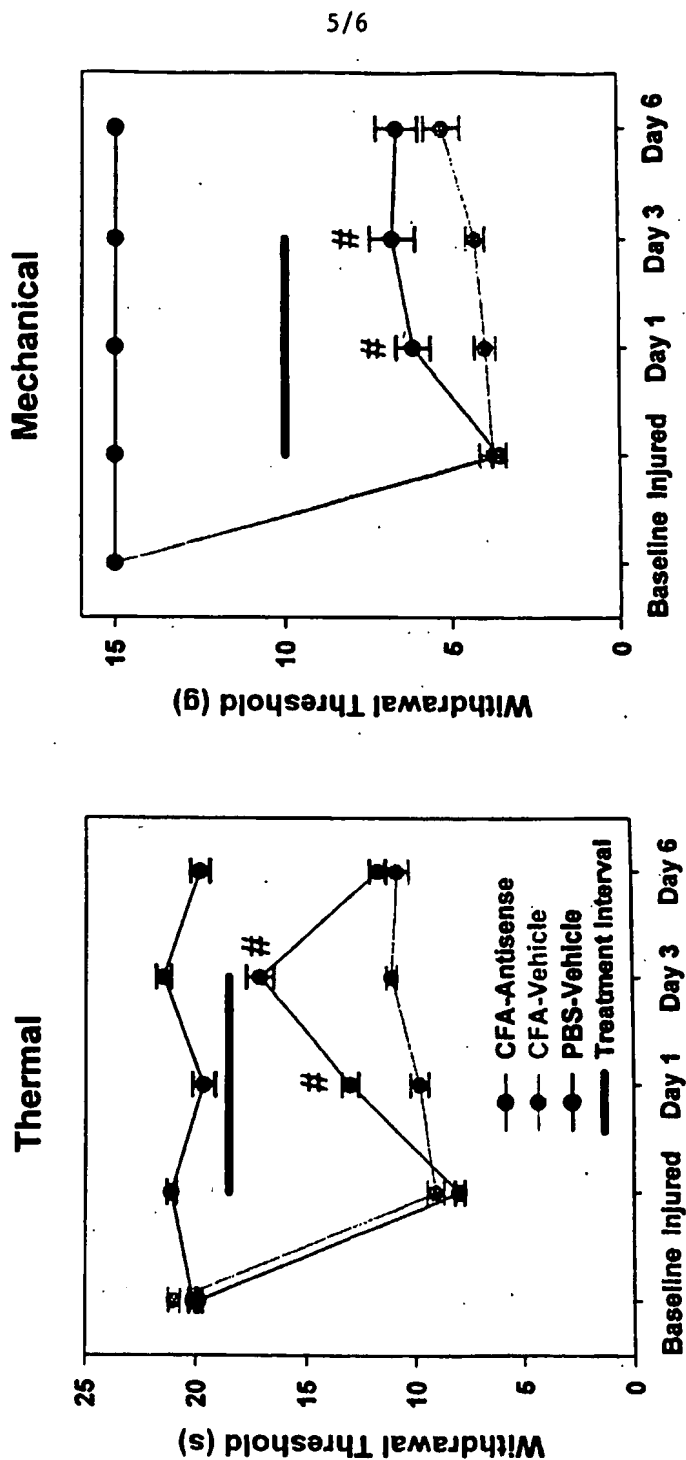 5/6
Thermal
Withdrawal Threshold (s)
25
20
15
10
5
0
#
#
CFA-Antisense
CFA-Vehicle
PBS-Vehicle
Treatment Interval
Baseline Injured Day 1 Day 3 Day 6
Mechanical
Withdrawal Threshold (g)
15
10
5
0
#
#
Baseline Injured Day 1 Day 3 Day 6